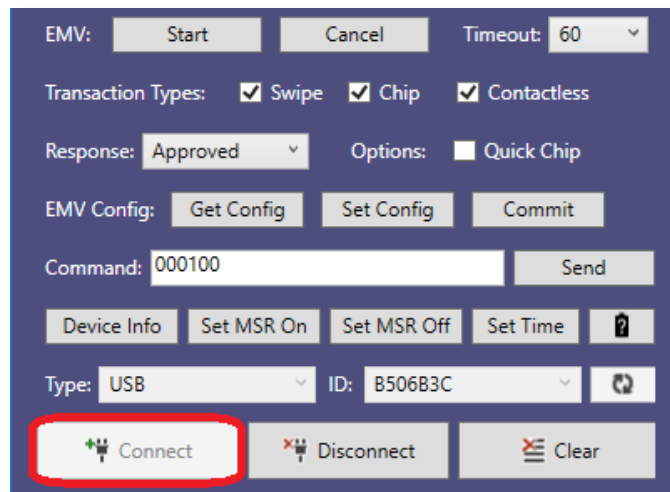 EMV: Start Cancel Timeout: 60
Transaction Types: Swipe Chip Contactless
Response: Approved Options: Quick Chip
EMV Config: Get Config Set Config Commit
Command: 000100 Send
Device Info Set MSR On Set MSR Off Set Time ?
Type: USB ID: B506B3C
Connect Disconnect Clear